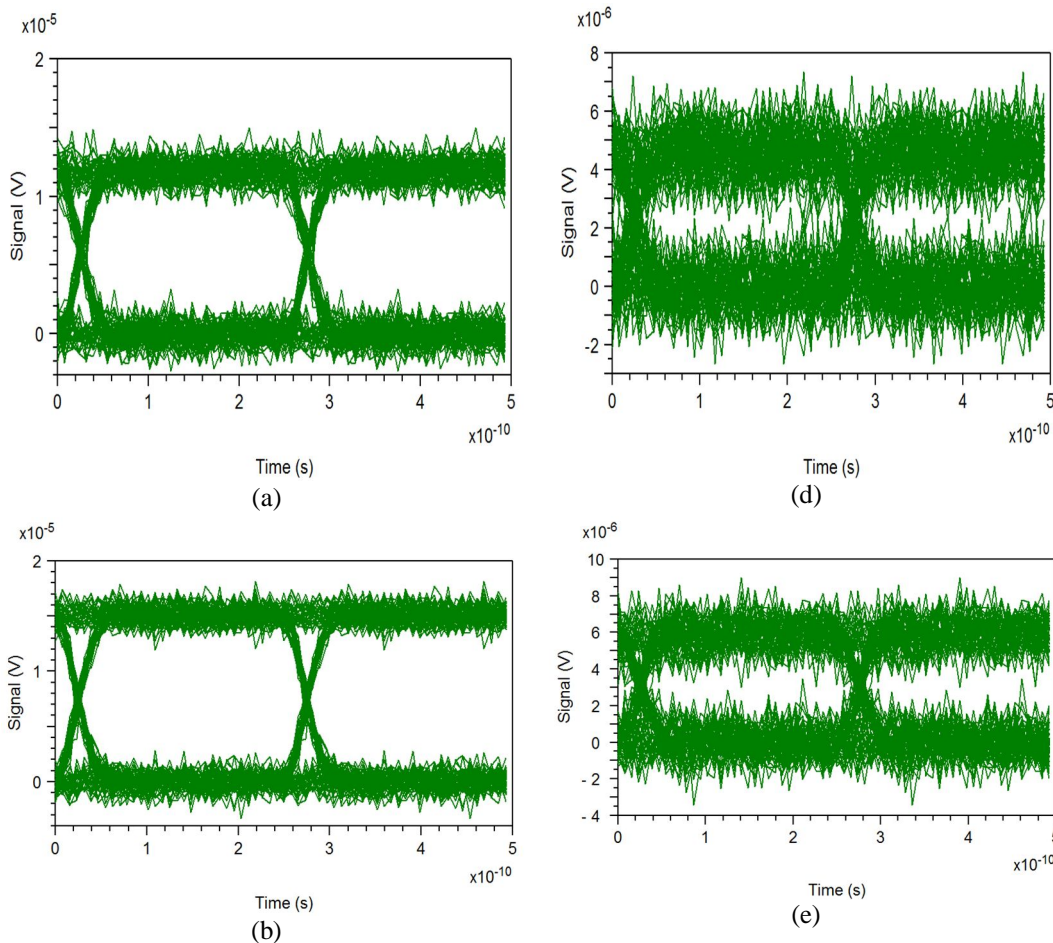 x10-5
2
1
0
Signal (V)
0 1 2 3 4 5
x10-10
Time (s)
(a)
x10-6
8
6
4
2
0
-2
Signal (V)
0 1 2 3 4 5
x10-10
Time (s)
(d)
x10-5
2
1
0
Signal (V)
0 1 2 3 4 5
x10-10
Time (s)
(b)
x10-6
10
8
6
4
2
0
-2
-4
Signal (V)
0 1 2 3 4
x10-10
Time (s)
(e)